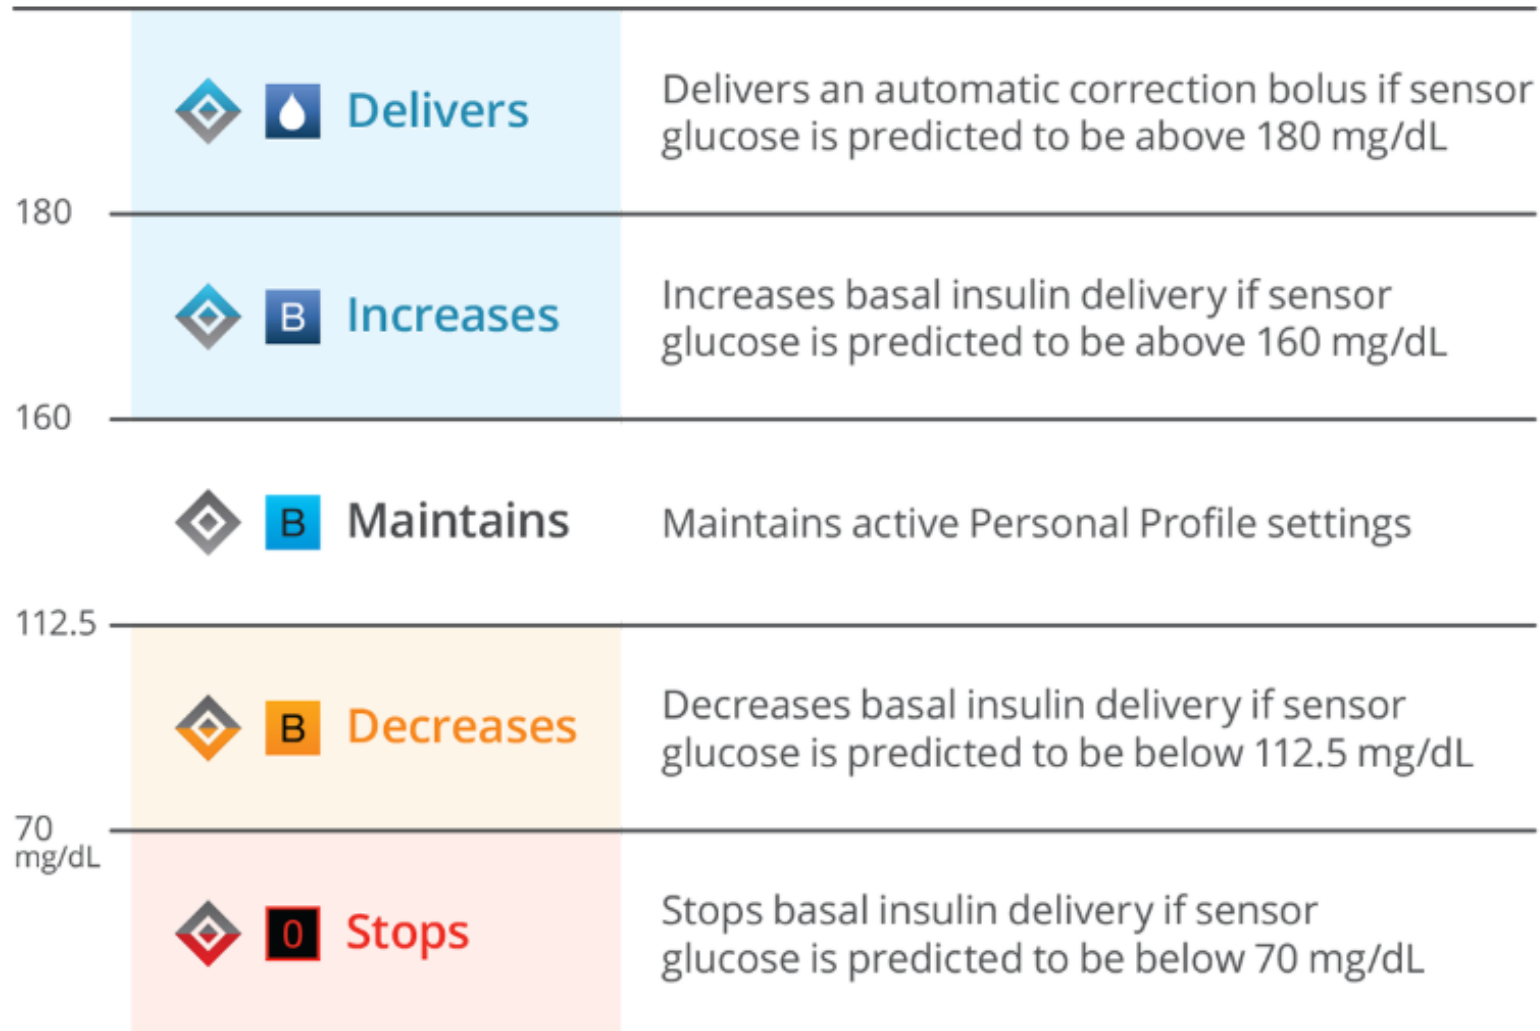 Delivers
Delivers an automatic correction bolus if sensor
glucose is predicted to be above 180 mg/dL
180
B Increases
Increases basal insulin delivery if sensor
glucose is predicted to be above 160 mg/dL
160
B Maintains
Maintains active Personal Profile settings
112.5
B Decreases
Decreases basal insulin delivery if sensor
glucose is predicted to be below 112.5 mg/dL
70
mg/dL
0 Stops
Stops basal insulin delivery if sensor
glucose is predicted to be below 70 mg/dL